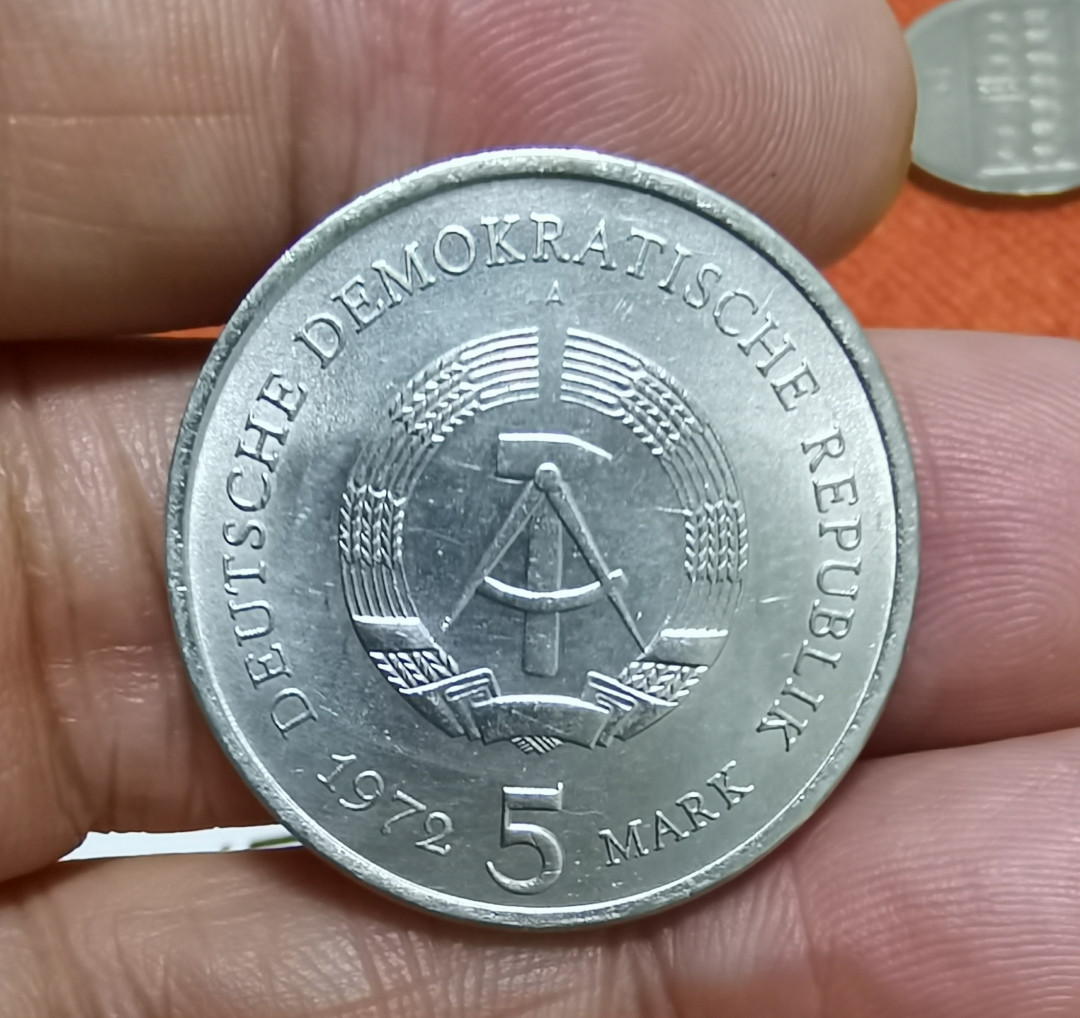 DEUTSCHE DEMOKRATISCHE REPUBLIK
A
1972 5 MARK